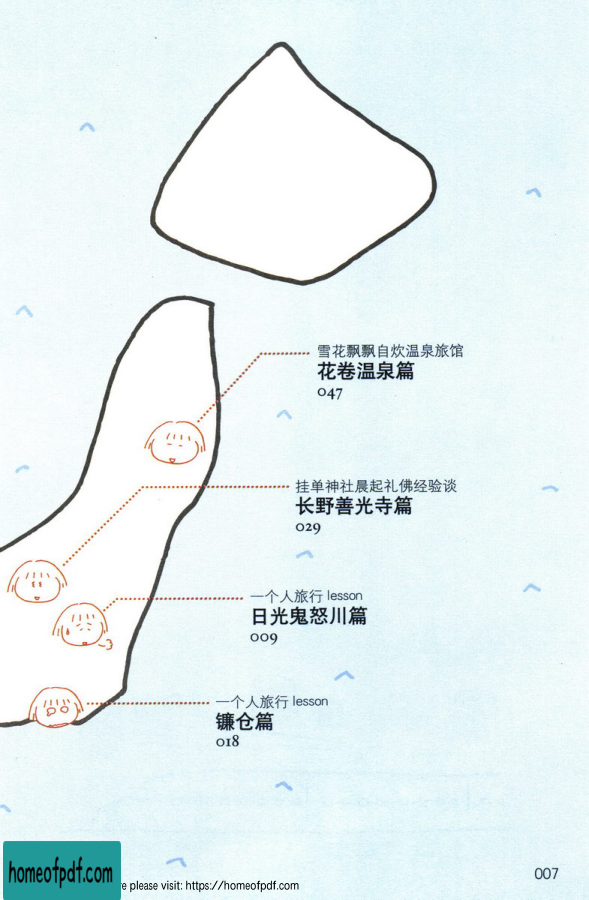 雪花飘飘自炊温泉旅馆
花卷温泉篇
047
挂单神社晨起礼佛经验谈
长野善光寺篇
029
一个人旅行 lesson
日光鬼怒川篇
009
一个人旅行 lesson
镰仓篇
018
007
homeofpdf.com
please visit: https://homeofpdf.com